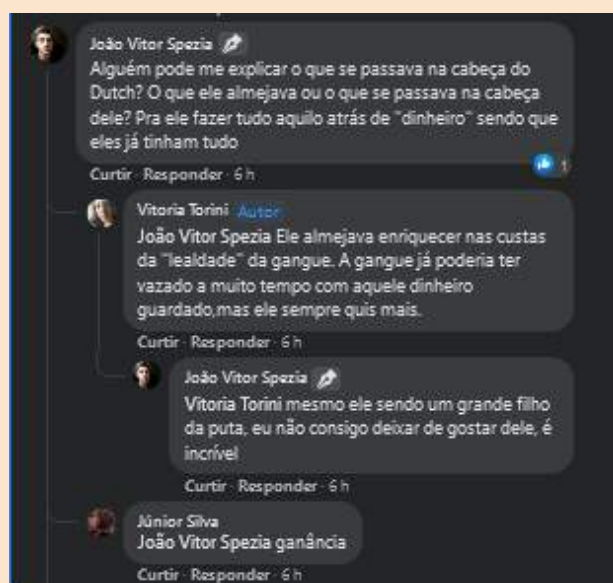 João Vitor Spezia
Alguém pode me explicar o que se passava na cabeça do
Dutch? O que ele almejava ou o que se passava na cabeça
dele? Pra ele fazer tudo aquilo atrás de "dinheiro" sendo que
eles já tinham tudo
1
Curtir · Responder · 6 h
Vitoria Torini Autor
João Vitor Spezia Ele almejava enriquecer nas custas
da "lealdade" da gangue. A gangue já poderia ter
vazado a muito tempo com aquele dinheiro
guardado,mas ele sempre quis mais.
Curtir · Responder · 6 h
João Vitor Spezia
Vitoria Torini mesmo ele sendo um grande filho
da puta, eu não consigo deixar de gostar dele, é
incrível
Curtir · Responder · 6 h
Júnior Silva
João Vitor Spezia ganância
Curtir · Responder · 6 h